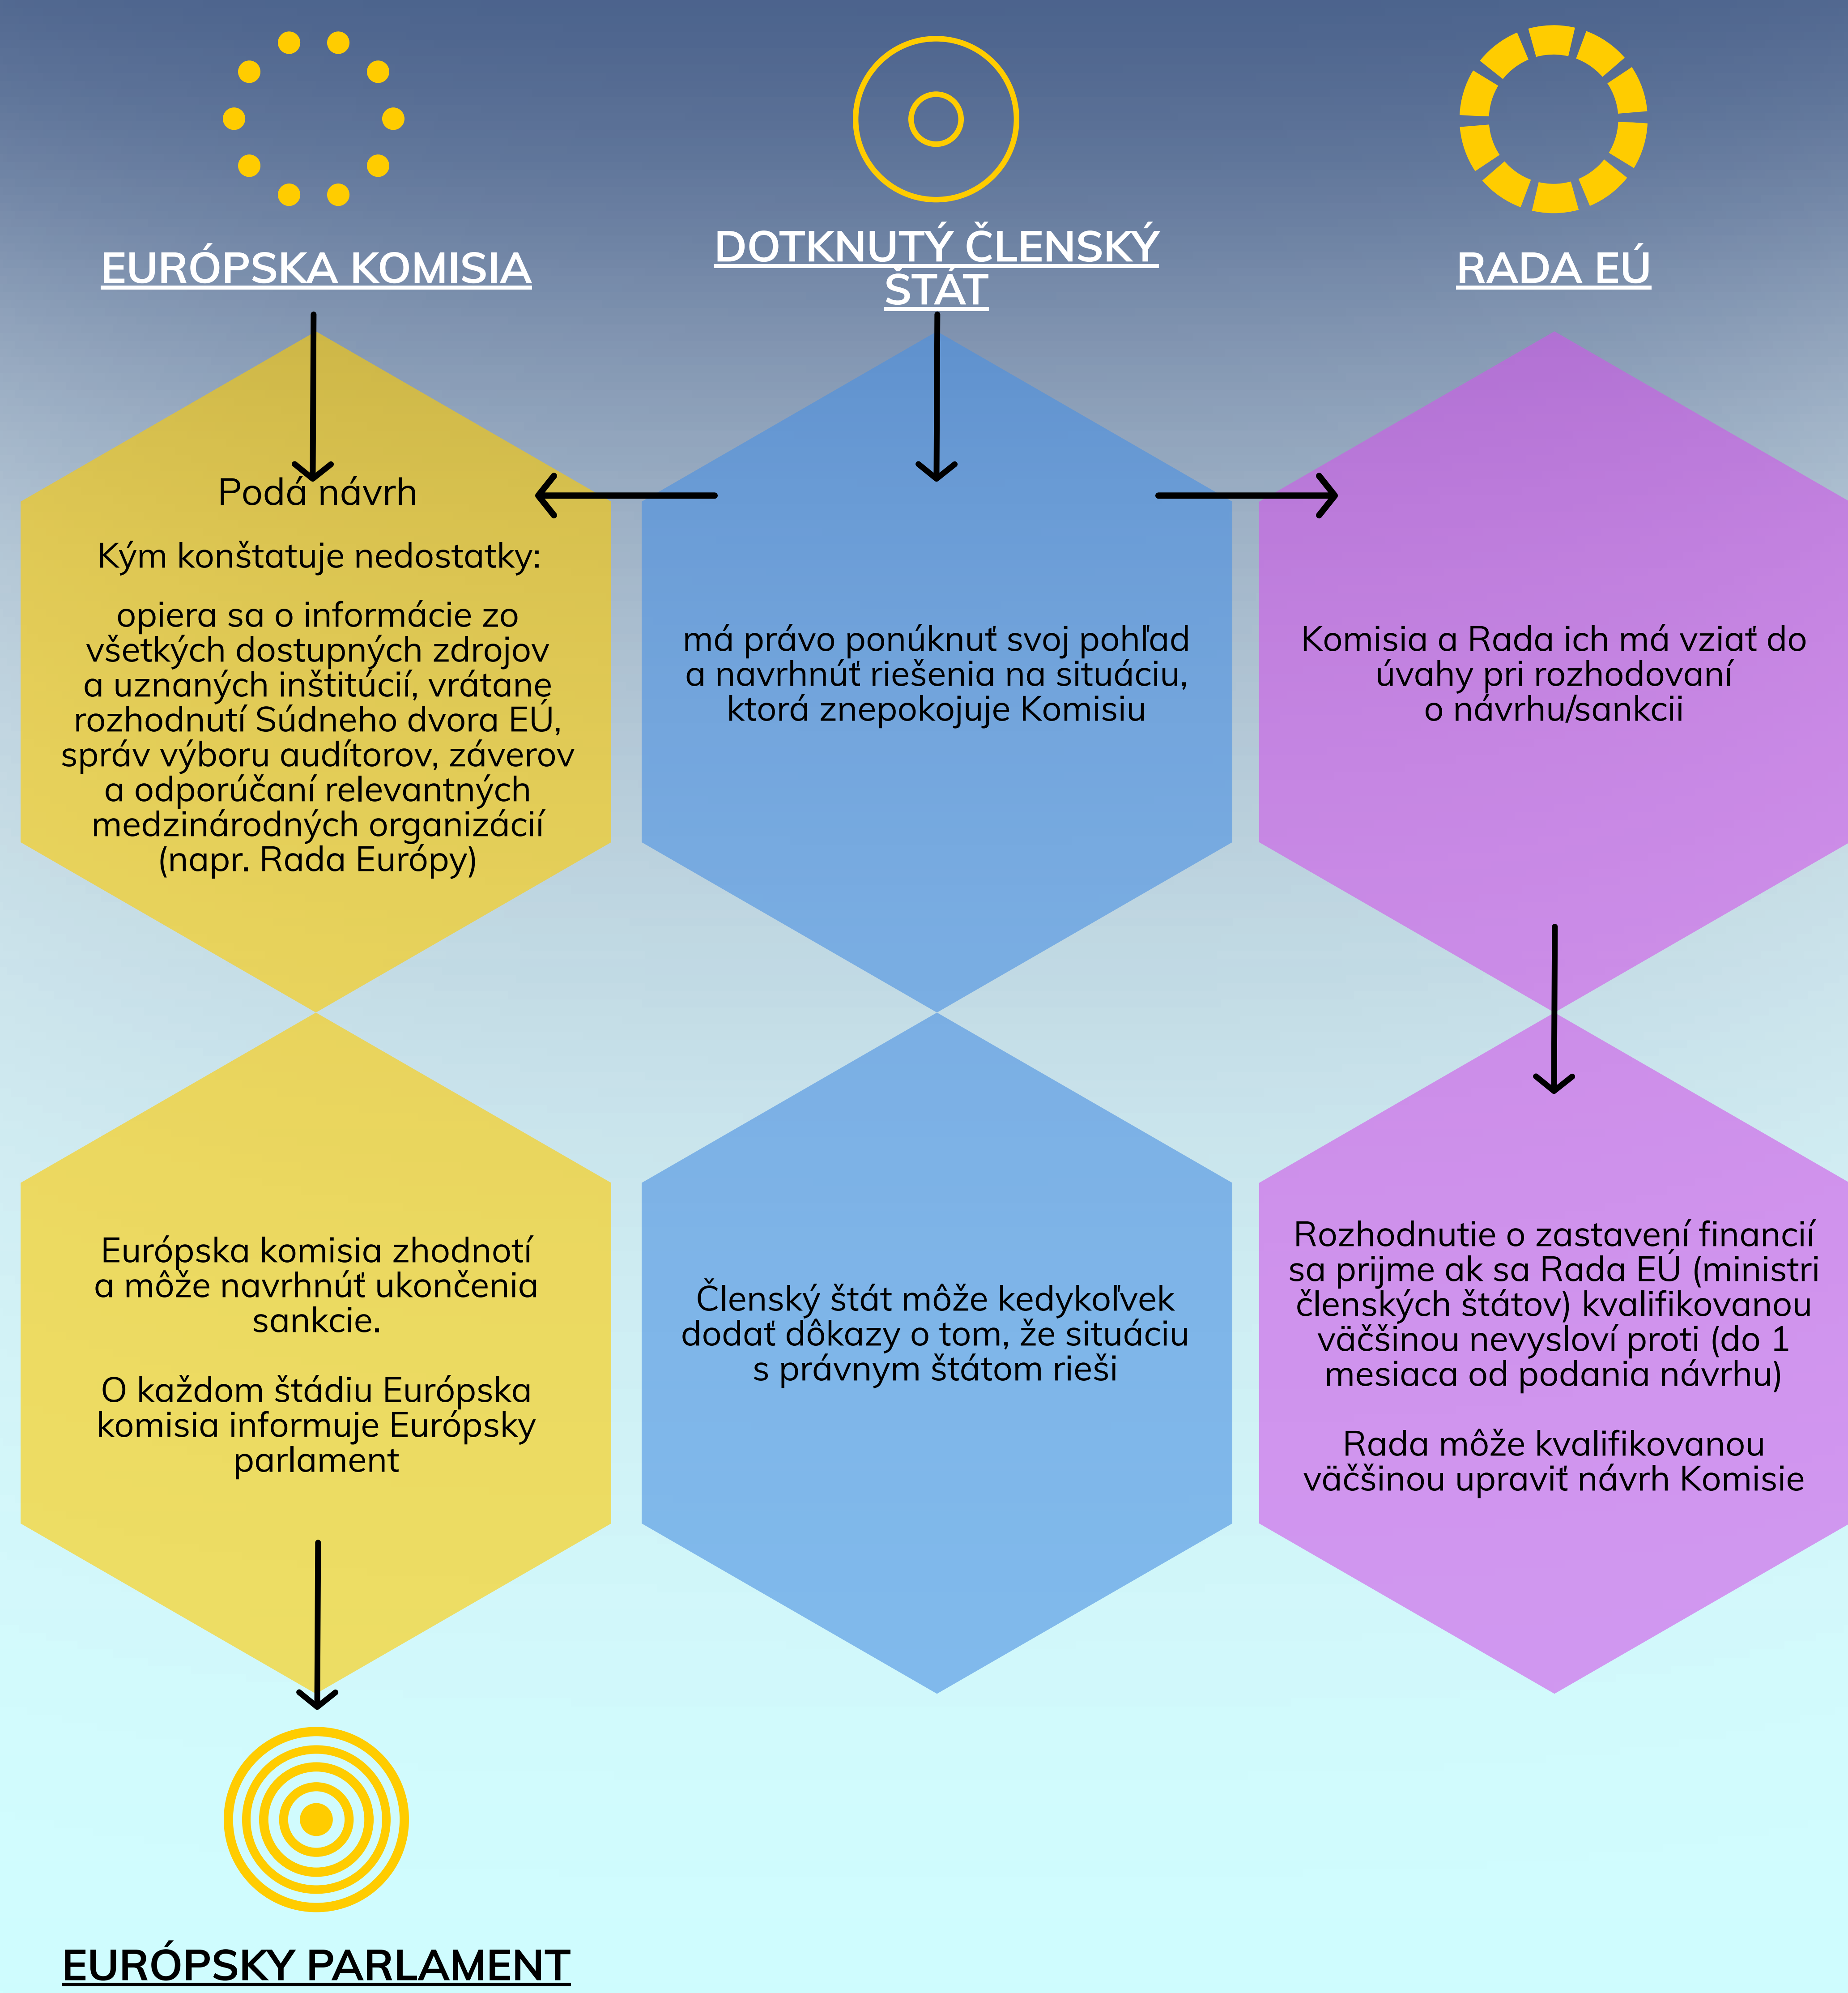 EURÓPSKA KOMISIA
DOTKNUTÝ ČLENSKÝ
ŠTÁT
RADA EÚ
Podá návrh
Kým konštatuje nedostatky:
opiera sa o informácie zo
všetkých dostupných zdrojov
a uznaných inštitúcií, vrátane
rozhodnutí Súdneho dvora EÚ,
správ výboru audítorov, záverov
a odporúčaní relevantných
medzinárodných organizácií
(napr. Rada Európy)
má právo ponúknuť svoj pohľad
a navrhnúť riešenia na situáciu,
ktorá znepokojuje Komisiu
Komisia a Rada ich má vziať do
úvahy pri rozhodovaní
o návrhu/sankcii
Európska komisia zhodnotí
a môže navrhnúť ukončenia
sankcie.
O každom štádiu Európska
komisia informuje Európsky
parlament
Členský štát môže kedykoľvek
dodať dôkazy o tom, že situáciu
s právnym štátom rieši
Rozhodnutie o zastavení financií
sa prijme ak sa Rada EÚ (ministri
členských štátov) kvalifikovanou
väčšinou nevysloví proti (do 1
mesiaca od podania návrhu)
Rada môže kvalifikovanou
väčšinou upraviť návrh Komisie
EURÓPSKY PARLAMENT